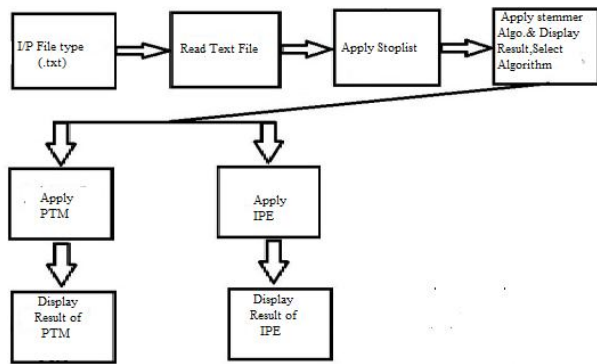 I/P File type
(.txt)
Read Text File
Apply Stoplist
Apply stemmer
Algo.& Display
Result,Select
Algorithm
Apply
PTM
Apply
IPE
Display
Result of
PTM
Display
Result of
IPE